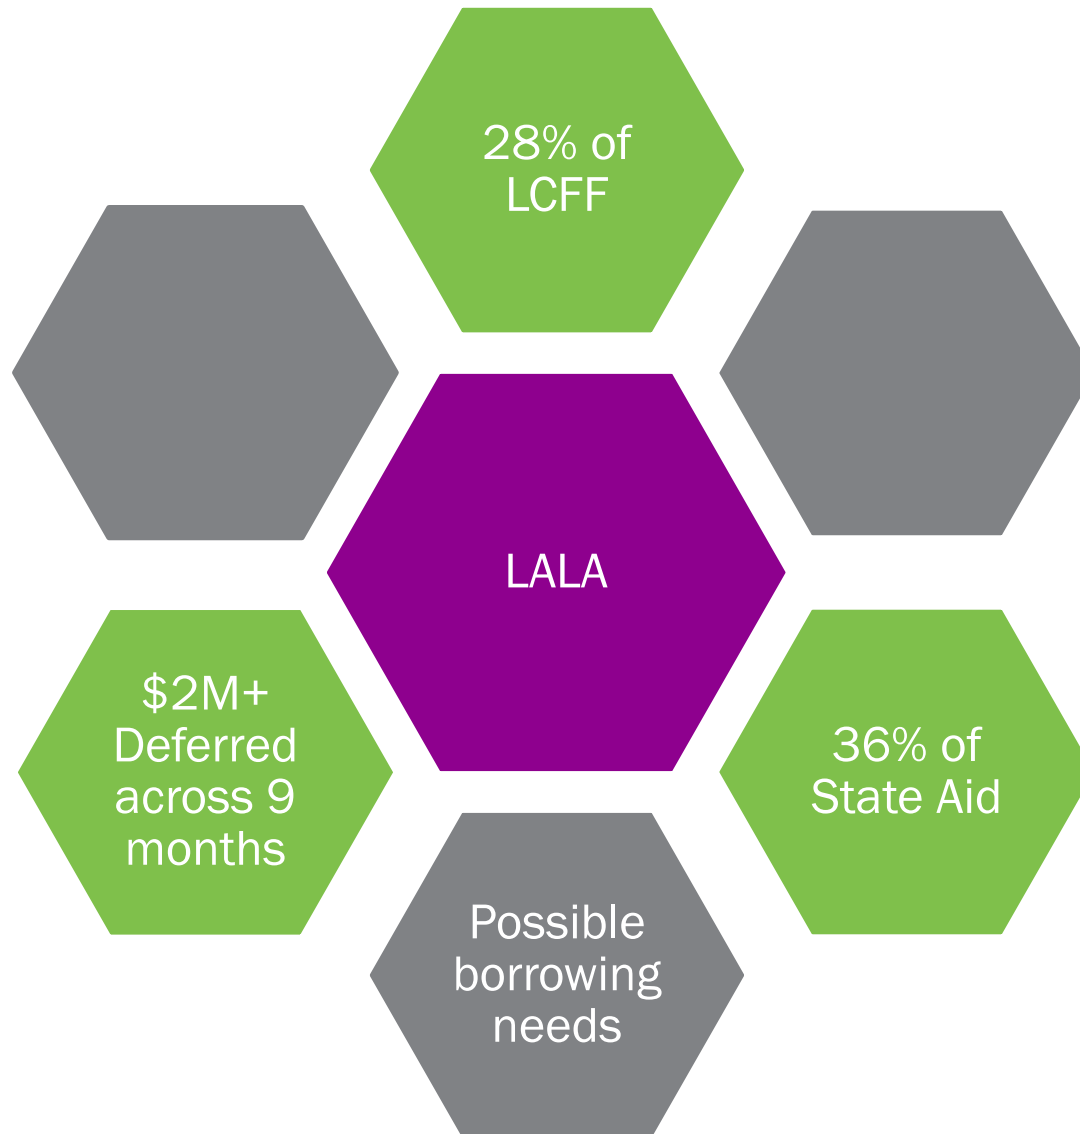 28% of
LCFF
LALA
$2M+
Deferred
across 9
months
36% of
State Aid
Possible
borrowing
needs